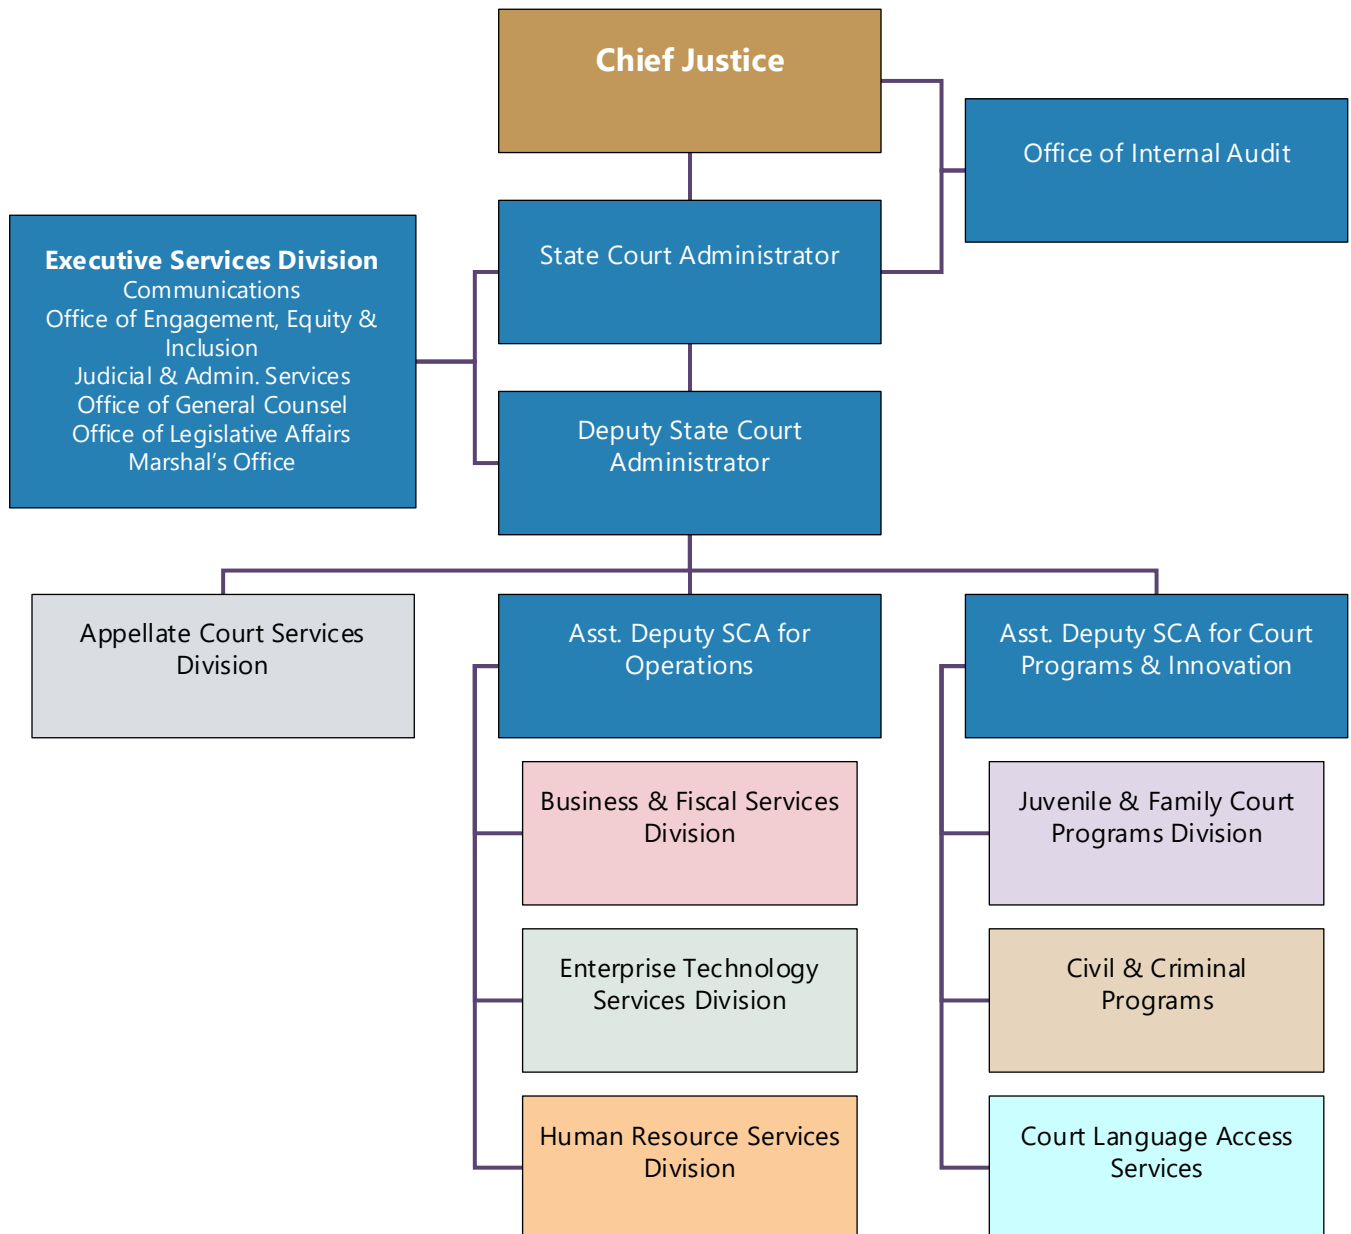 Chief Justice
Office of Internal Audit
State Court Administrator
Executive Services Division
Communications
Office of Engagement, Equity &
Inclusion
Judicial & Admin. Services
Office of General Counsel
Office of Legislative Affairs
Marshal’s Office
Deputy State Court
Administrator
Appellate Court Services
Division
Asst. Deputy SCA for
Operations
Asst. Deputy SCA for Court
Programs & Innovation
Business & Fiscal Services
Division
Juvenile & Family Court
Programs Division
Enterprise Technology
Services Division
Civil & Criminal
Programs
Human Resource Services
Division
Court Language Access
Services